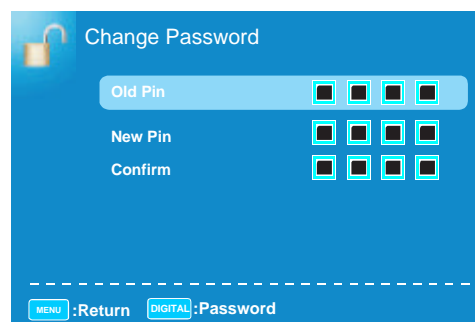 Change Password
Old Pin
New Pin
Confirm
MENU :Return DIGITAL :Password